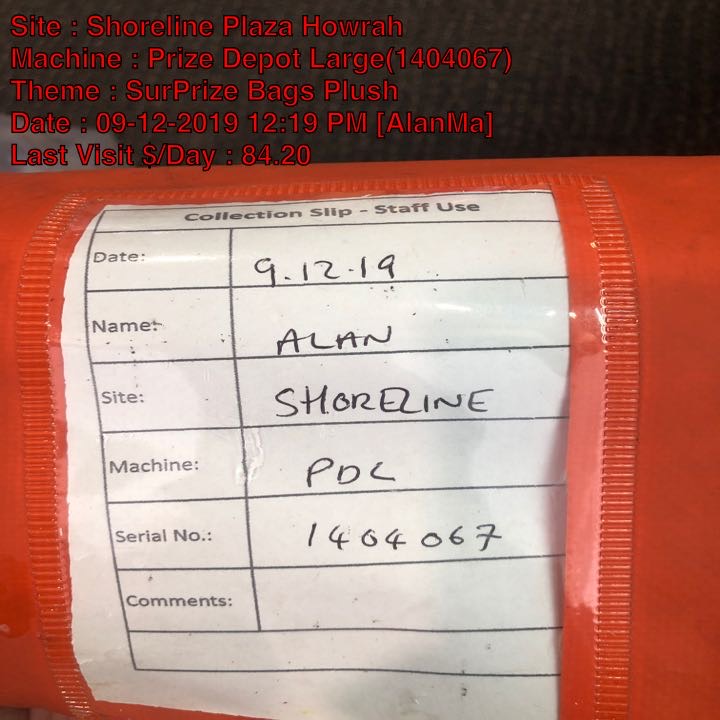 Site : Shoreline Plaza Howrah
Machine : Prize Depot Large(1404067)
Theme : SurPrize Bags Plush
Date : 09-12-2019 12:19 PM [AlanMa]
Last Visit $/Day : 84.20
Collection Slip - Staff Use
Date: 9.12.19
Name: ALAN
Site: SHORELINE
Machine: PDL
Serial No.: 1404067
Comments: